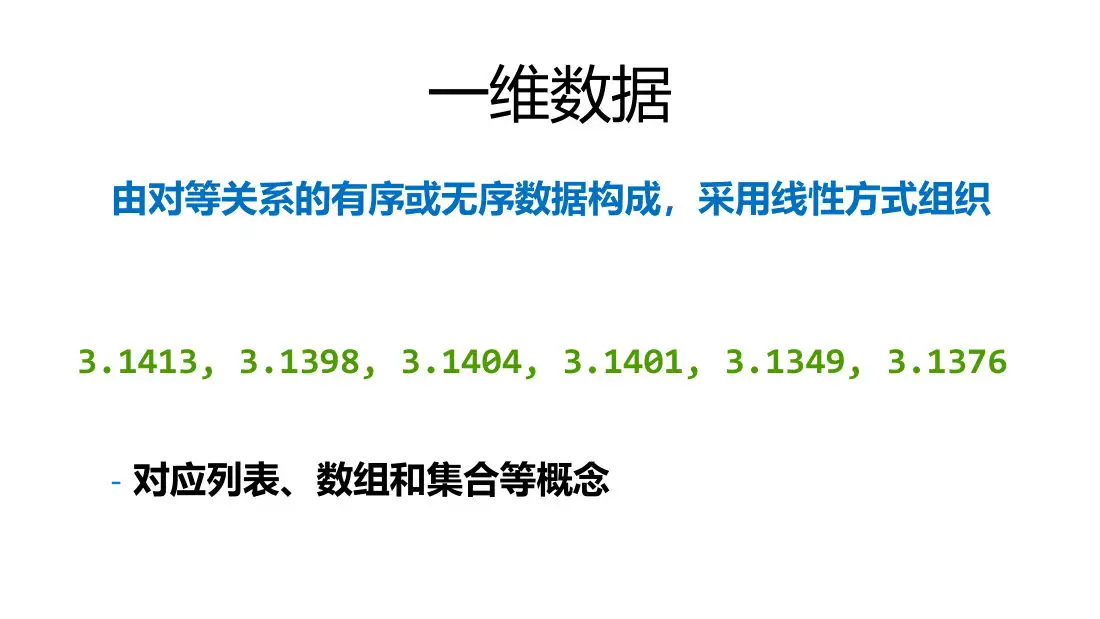 一维数据
由对等关系的有序或无序数据构成，采用线性方式组织
3.1413, 3.1398, 3.1404, 3.1401, 3.1349, 3.1376
- 对应列表、数组和集合等概念